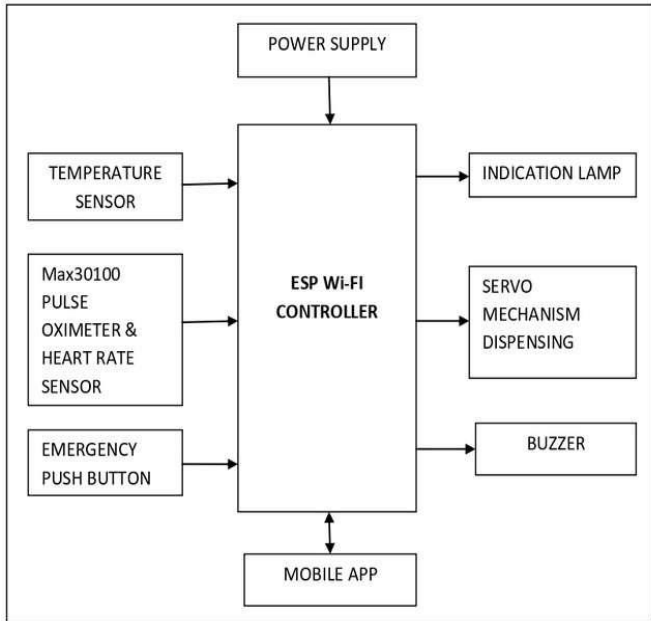 POWER SUPPLY
TEMPERATURE
SENSOR
Max30100
PULSE
OXIMETER &
HEART RATE
SENSOR
EMERGENCY
PUSH BUTTON
ESP Wi-FI
CONTROLLER
INDICATION LAMP
SERVO
MECHANISM
DISPENSING
BUZZER
MOBILE APP